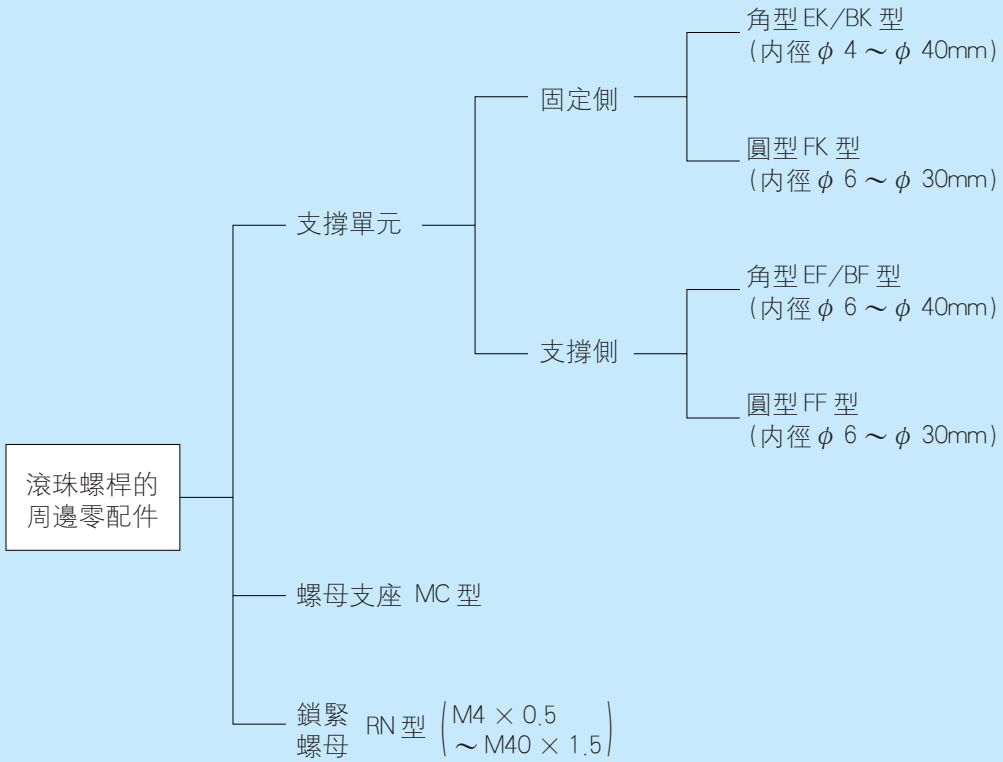 角型 EK/BK 型
(内徑 φ 4 ～ φ 40mm)
固定側
圓型 FK 型
(内徑 φ 6 ～ φ 30mm)
支撐單元
角型 EF/BF 型
(内徑 φ 6 ～ φ 40mm)
支撐側
圓型 FF 型
(内徑 φ 6 ～ φ 30mm)
滾珠螺桿的
周邊零配件
螺母支座 MC 型
鎖緊
螺母
RN 型
(M4 × 0.5
～ M40 × 1.5)